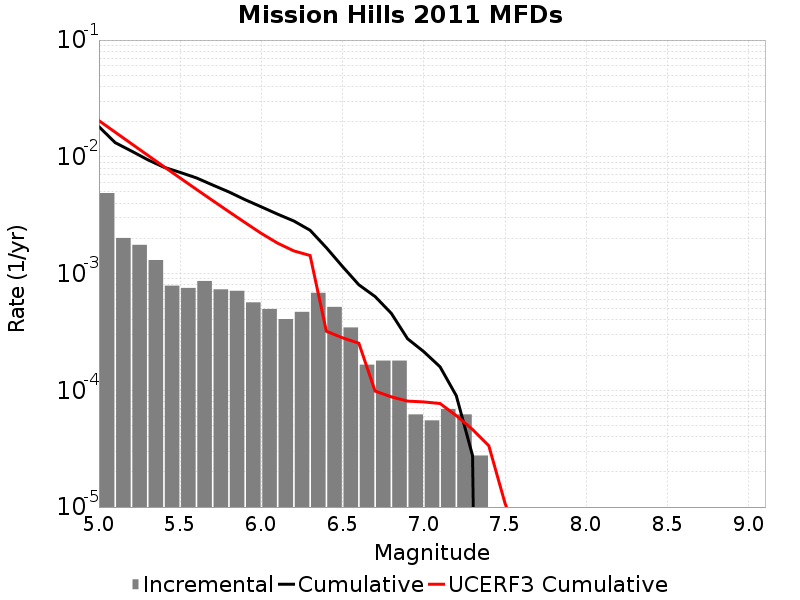 Mission Hills 2011 MFDs
10-1
10-2
10-3
10-4
10-5
Rate (1/yr)
5.0 5.5 6.0 6.5 7.0 7.5 8.0 8.5 9.0
Magnitude
Incremental Cumulative UCERF3 Cumulative